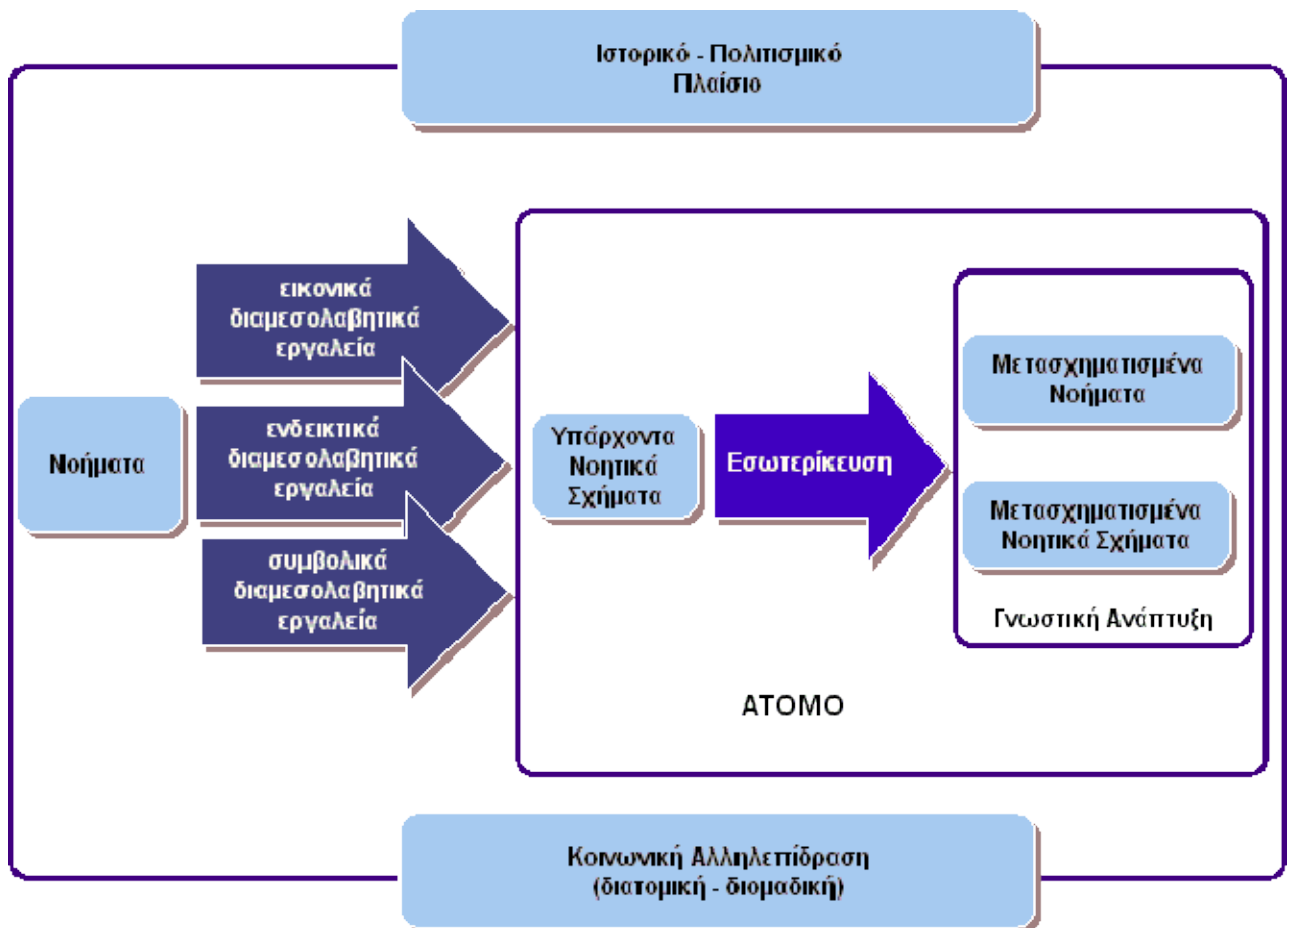 Ιστορικό - Πολιτισμικό
Πλαίσιο
εικονικά
διαμεσολαβητικά
εργαλεία
Νοήματα
ενδεικτικά
διαμεσολαβητικά
εργαλεία
συμβολικά
διαμεσολαβητικά
εργαλεία
Υπάρχοντα
Νοητικά
Σχήματα
Εσωτερίκευση
Μετασχηματισμένα
Νοήματα
Μετασχηματισμένα
Νοητικά Σχήματα
Γνωστική Ανάπτυξη
ΑΤΟΜΟ
Κοινωνική Αλληλεπίδραση
(διατομική - διομαδική)